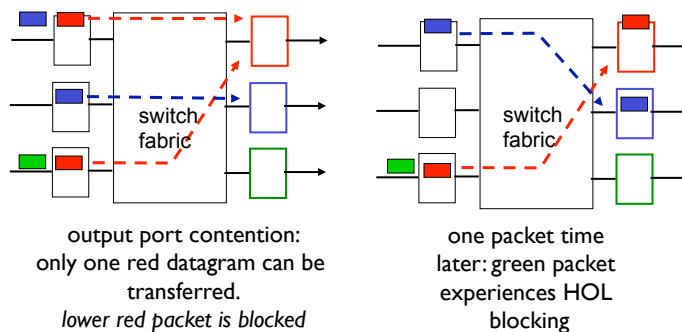 switch
fabric
output port contention:
only one red datagram can be
transferred.
lower red packet is blocked
switch
fabric
one packet time
later: green packet
experiences HOL
blocking